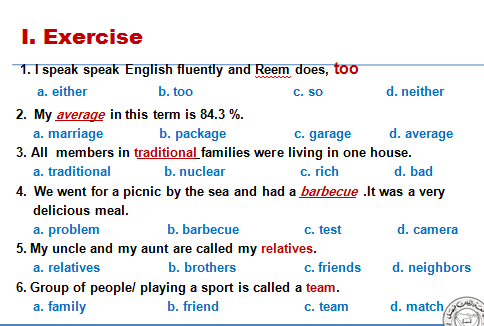 I. Exercise
1. I speak speak English fluently and Reem does, too
a. either b. too c. so d. neither
2. My average in this term is 84.3 %.
a. marriage b. package c. garage d. average
3. All members in traditional families were living in one house.
a. traditional b. nuclear c. rich d. bad
4. We went for a picnic by the sea and had a barbecue .It was a very
delicious meal.
a. problem b. barbecue c. test d. camera
5. My uncle and my aunt are called my relatives.
a. relatives b. brothers c. friends d. neighbors
6. Group of people/ playing a sport is called a team.
a. family b. friend c. team d. match